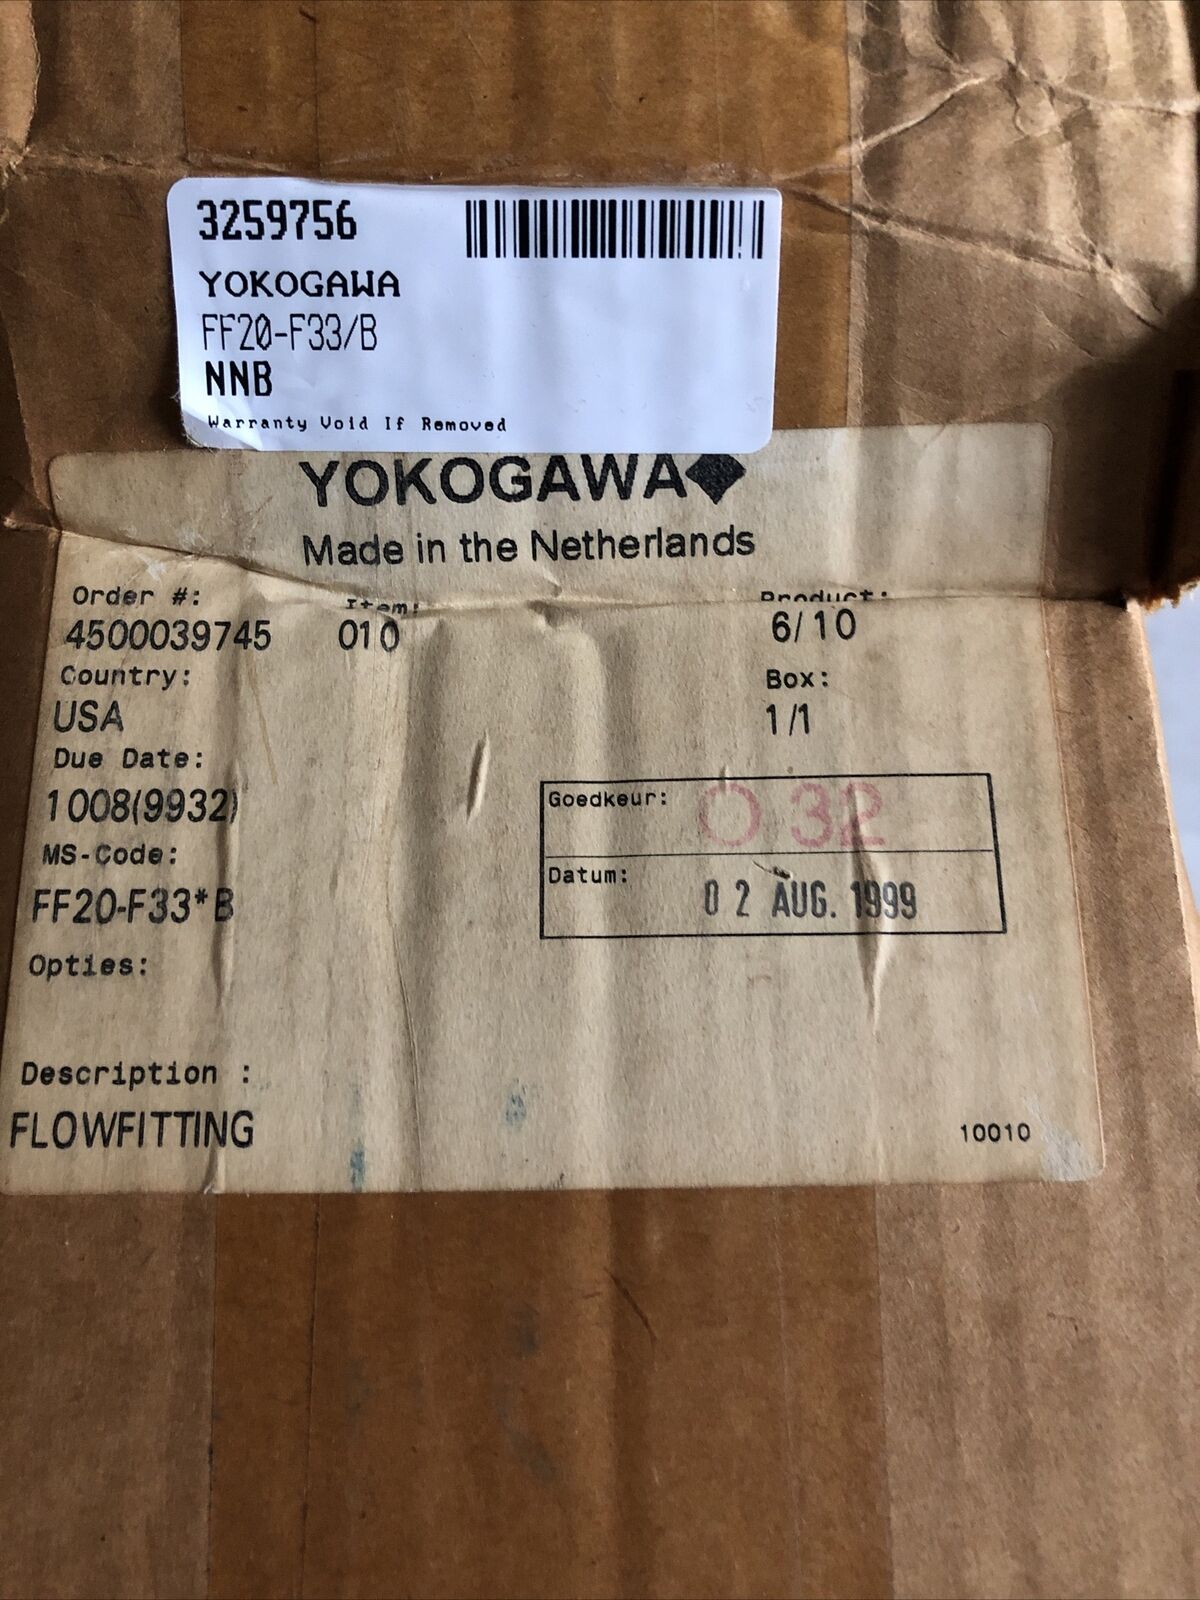 3259756
YOKOGAWA
FF20-F33/B
NNB
Warranty Void If Removed
YOKOGAWA
Made in the Netherlands
Order #: Item: Product:
4500039745 010 6/10
Country: Box:
USA 1/1
Due Date:
1008(9932)
Goedkeur: O 32
MS-Code:
Datum: 02 AUG. 1999
FF20-F33*B
Opties:
Description :
FLOWFITTING
10010